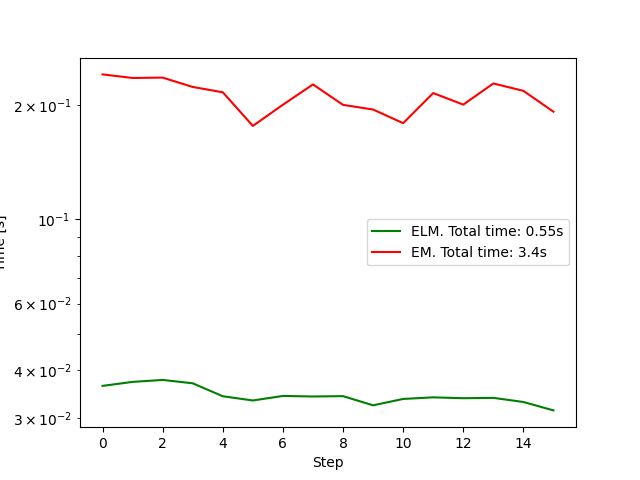 2 × 10⁻¹
10⁻¹
6 × 10⁻²
4 × 10⁻²
3 × 10⁻²
[s]
ELM. Total time: 0.55s
EM. Total time: 3.4s
0 2 4 6 8 10 12 14
Step